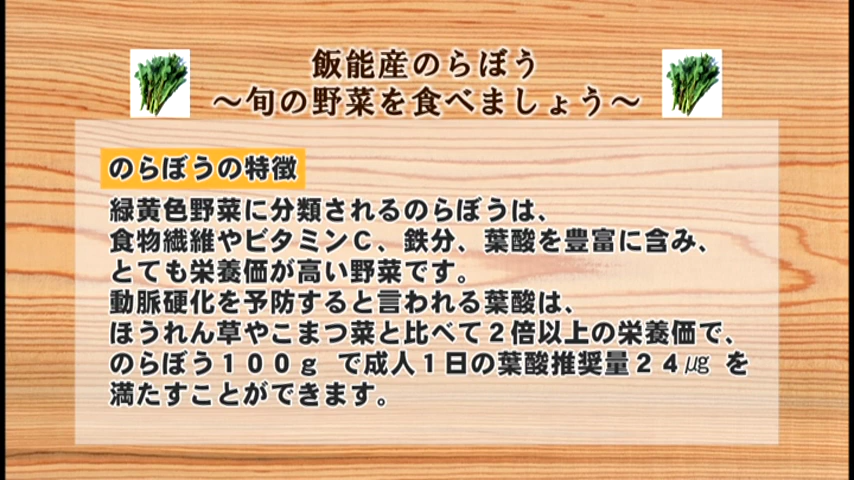 飯能産のらぼう
～旬の野菜を食べましょう～
のらぼうの特徴
緑黄色野菜に分類されるのらぼうは、
食物繊維やビタミンＣ、鉄分、葉酸を豊富に含み、
とても栄養価が高い野菜です。
動脈硬化を予防すると言われる葉酸は、
ほうれん草やこまつ菜と比べて２倍以上の栄養価で、
のらぼう１００ｇ で成人１日の葉酸推奨量２４㎍ を
満たすことができます。